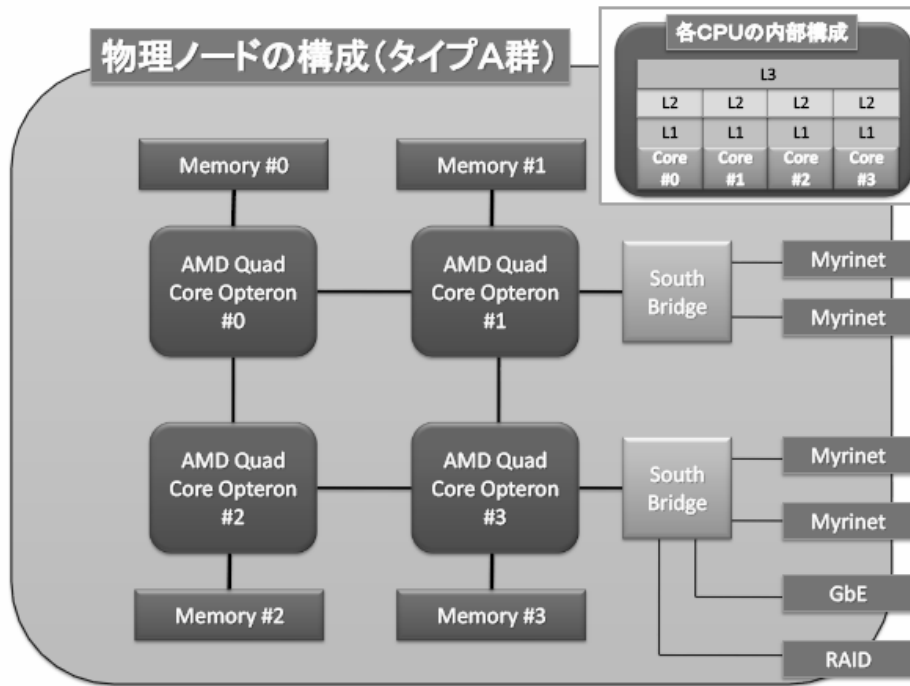 物理ノードの構成(タイプA群)
各CPUの内部構成
L3
L2 L2 L2 L2
L1 L1 L1 L1
Core Core Core Core
#0 #1 #2 #3
Memory #0
Memory #1
AMD Quad
Core Opteron
#0
AMD Quad
Core Opteron
#1
South
Bridge
Myrinet
Myrinet
AMD Quad
Core Opteron
#2
AMD Quad
Core Opteron
#3
South
Bridge
Myrinet
Myrinet
GbE
RAID
Memory #2
Memory #3